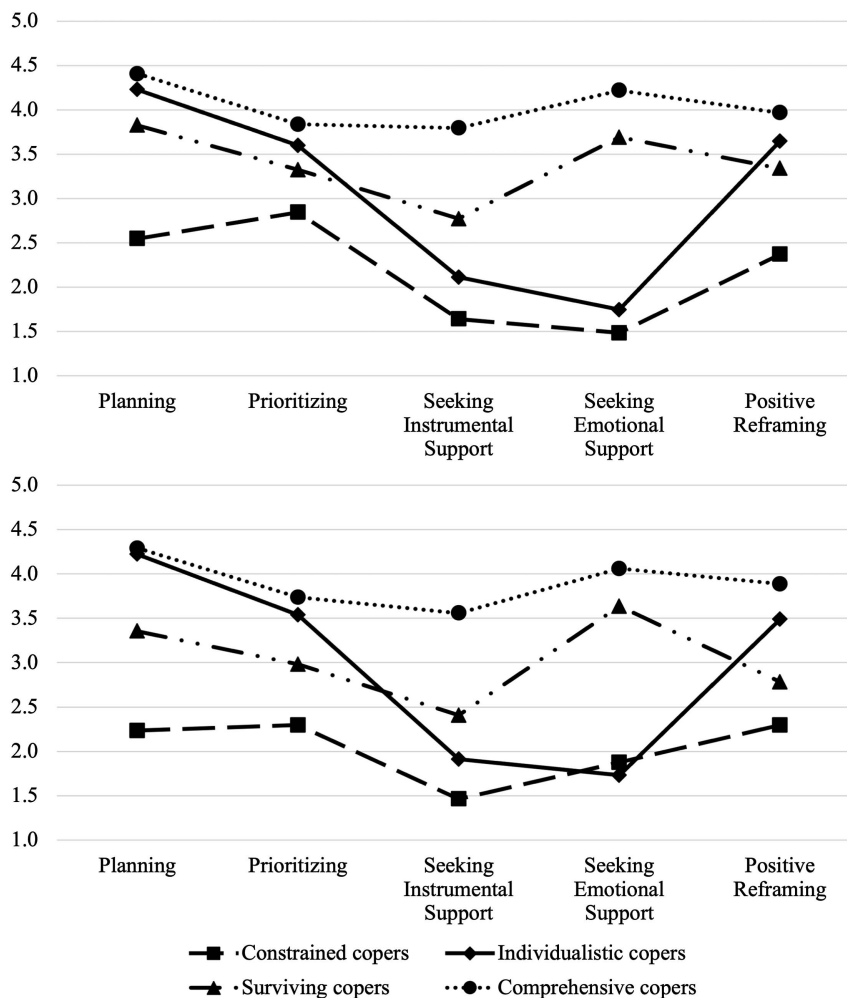 5.0
4.5
4.0
3.5
3.0
2.5
2.0
1.5
1.0
Planning
Prioritizing
Seeking
Instrumental
Support
Seeking
Emotional
Support
Positive
Reframing
5.0
4.5
4.0
3.5
3.0
2.5
2.0
1.5
1.0
Planning
Prioritizing
Seeking
Instrumental
Support
Seeking
Emotional
Support
Positive
Reframing
Constrained copers
Individualistic copers
Surviving copers
Comprehensive copers